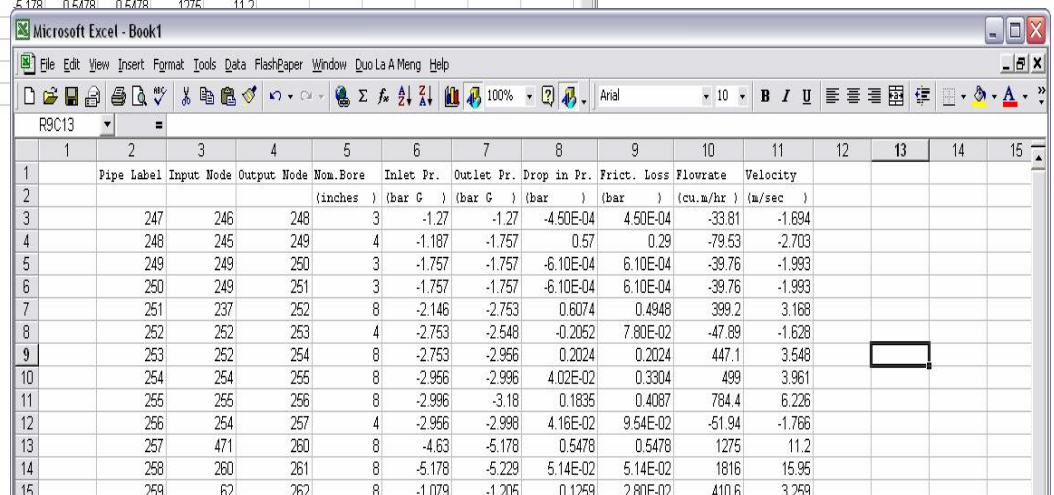 5.178 0.5478 0.5478 1275 11.2
Microsoft Excel - Book1
File Edit View Insert Format Tools Data FlashPaper Window Duo La A Meng Help
100% Arial 10 B I U
R9C13 =
1 2 3 4 5 6 7 8 9 10 11 12 13 14 15
1 Pipe Label Input Node Output Node Nom.Bore Inlet Pr. Outlet Pr. Drop in Pr. Frict. Loss Flowrate Velocity
2 (inches ) (bar G ) (bar G ) (bar ) (bar ) (cu.m/hr ) (m/sec )
3 247 246 248 3 -1.27 -1.27 -4.50E-04 4.50E-04 -33.81 -1.694
4 248 245 249 4 -1.187 -1.757 0.57 0.29 -79.53 -2.703
5 249 249 250 3 -1.757 -1.757 -6.10E-04 6.10E-04 -39.76 -1.993
6 250 249 251 3 -1.757 -1.757 -6.10E-04 6.10E-04 -39.76 -1.993
7 251 237 252 8 -2.146 -2.753 0.6074 0.4948 399.2 3.168
8 252 252 253 4 -2.753 -2.548 -0.2052 7.80E-02 -47.89 -1.628
9 253 252 254 8 -2.753 -2.956 0.2024 0.2024 447.1 3.548
10 254 254 255 8 -2.956 -2.996 4.02E-02 0.3304 499 3.961
11 255 255 256 8 -2.996 -3.18 0.1835 0.4087 784.4 6.226
12 256 254 257 4 -2.956 -2.998 4.16E-02 9.54E-02 -51.94 -1.766
13 257 471 260 8 -4.63 -5.178 0.5478 0.5478 1275 11.2
14 258 260 261 8 -5.178 -5.229 5.14E-02 5.14E-02 1816 15.95
15 259 62 262 8 -1.079 -1.205 0.1259 2.80E-02 410.6 3.259